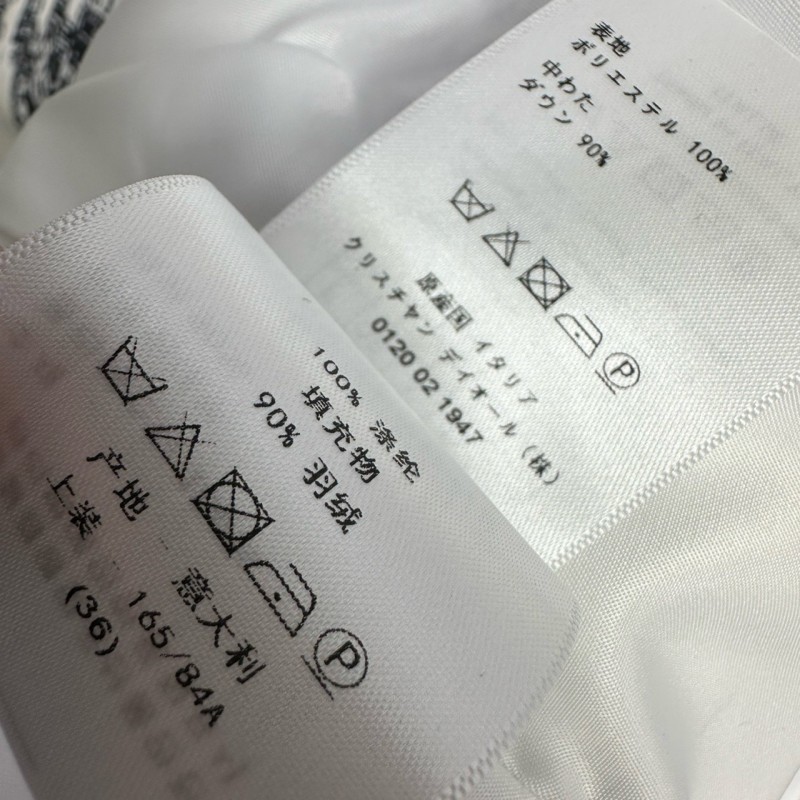 表地
ポリエステル 100%
中わた
ダウン 90%
P
原産国 イタリア
クリスチャン ディオール (株)
0120 02 1947
100% 涤纶
填充物
90% 羽绒
P
产地 意大利
上装 165/84A
(36)